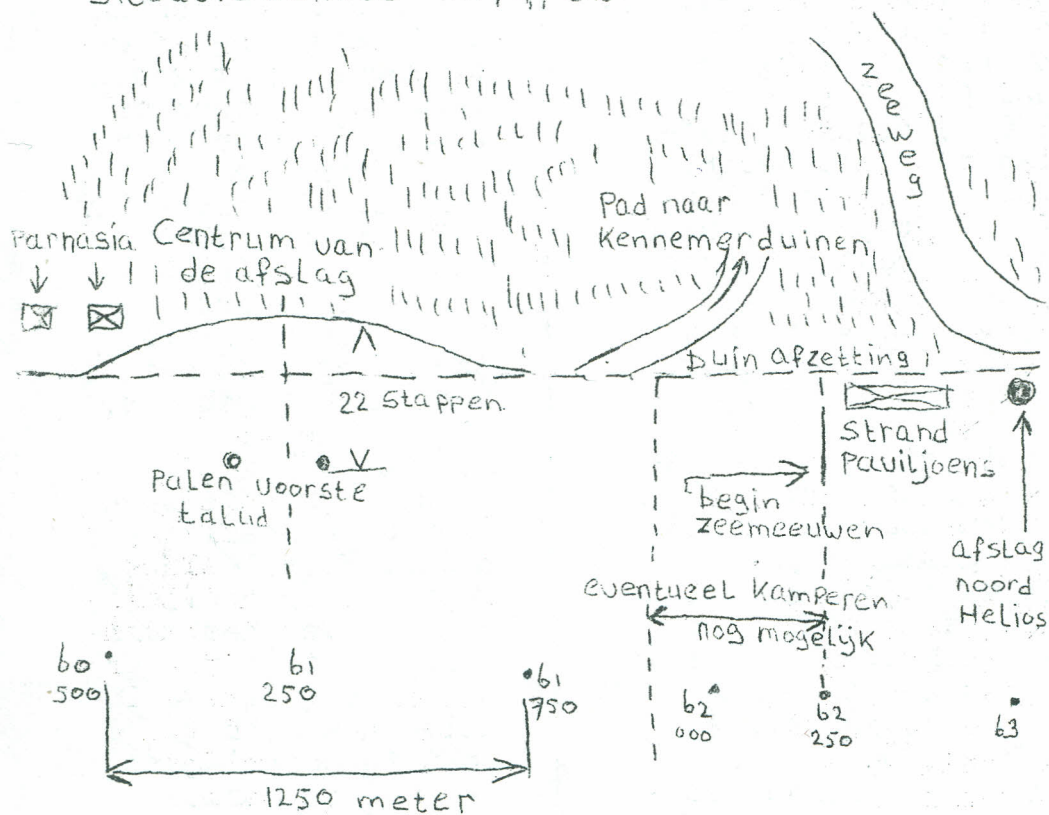 zeeweg
Pad naar
Kennemerduinen
Parnasia
Centrum van
de afslag
Duin afzetting
22 Stappen
Strand
Paviljoens
Palen voorste
talud
begin
zeemeeuwen
afslag
noord
Helios
eventueel Kamperen
nog mogelijk
60
500
61
250
61
750
62
000
62
250
63
1250 meter